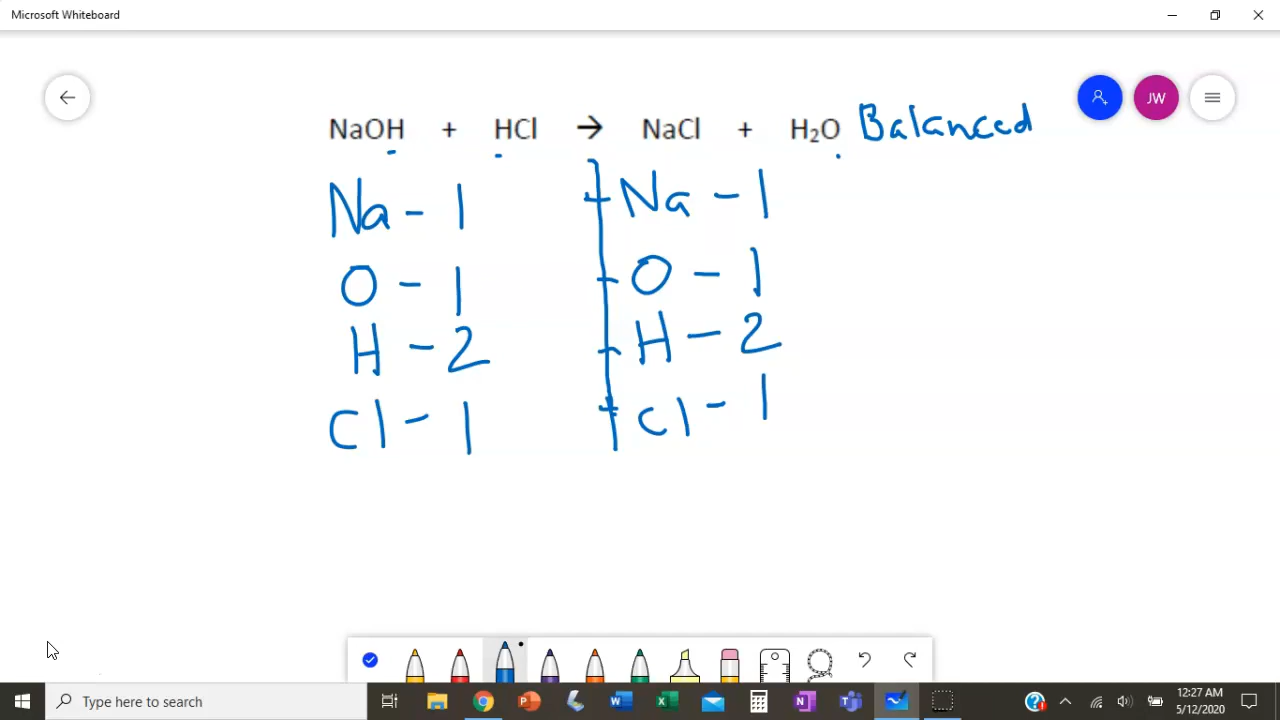 Microsoft Whiteboard
JW
NaOH + HCl → NaCl + H₂O Balanced
Na - 1 Na - 1
O - 1 O - 1
H - 2 H - 2
Cl - 1 Cl - 1
Type here to search
12:27 AM
5/12/2020